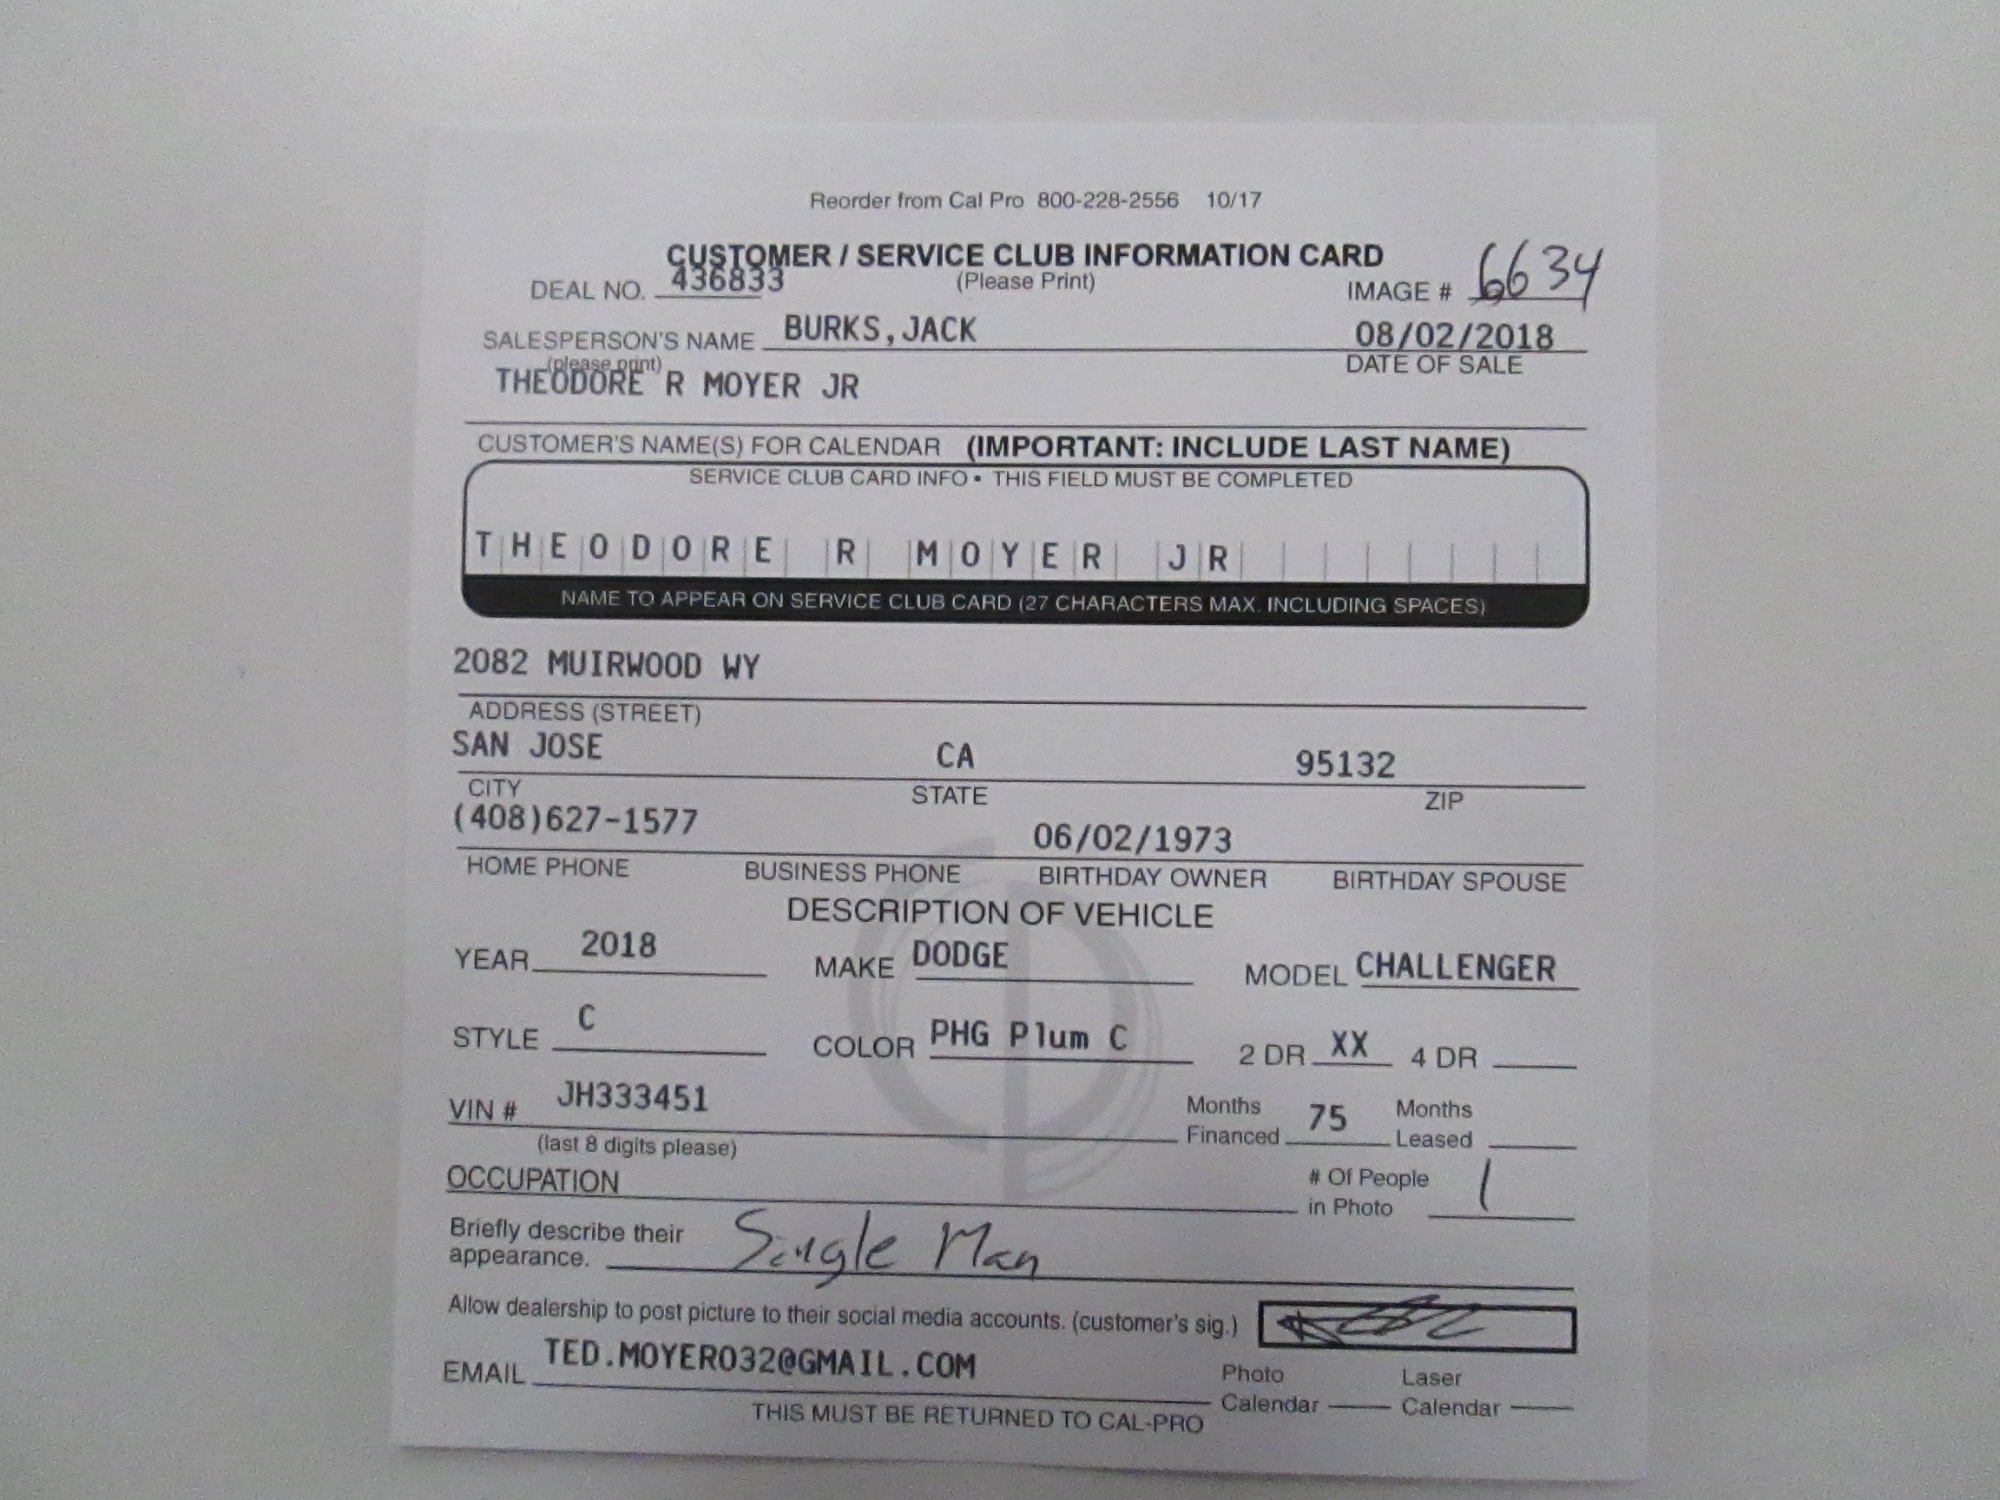 Reorder from Cal Pro 800-228-2556 10/17
CUSTOMER / SERVICE CLUB INFORMATION CARD
DEAL NO. 436833 (Please Print) IMAGE # 6634
SALESPERSON'S NAME BURKS,JACK 08/02/2018
(please print) DATE OF SALE
THEODORE R MOYER JR
CUSTOMER'S NAME(S) FOR CALENDAR (IMPORTANT: INCLUDE LAST NAME)
SERVICE CLUB CARD INFO • THIS FIELD MUST BE COMPLETED
THEODORE R MOYER JR
NAME TO APPEAR ON SERVICE CLUB CARD (27 CHARACTERS MAX. INCLUDING SPACES)
2082 MUIRWOOD WY
ADDRESS (STREET)
SAN JOSE CA 95132
CITY STATE ZIP
(408)627-1577 06/02/1973
HOME PHONE BUSINESS PHONE BIRTHDAY OWNER BIRTHDAY SPOUSE
DESCRIPTION OF VEHICLE
YEAR 2018 MAKE DODGE MODEL CHALLENGER
STYLE C COLOR PHG Plum C 2 DR XX 4 DR
VIN # JH333451 Months Financed 75 Months Leased
(last 8 digits please)
OCCUPATION # Of People in Photo 1
Briefly describe their appearance. Single Man
Allow dealership to post picture to their social media accounts. (customer's sig.)
EMAIL TED.MOYER032@GMAIL.COM Photo Calendar Laser Calendar
THIS MUST BE RETURNED TO CAL-PRO